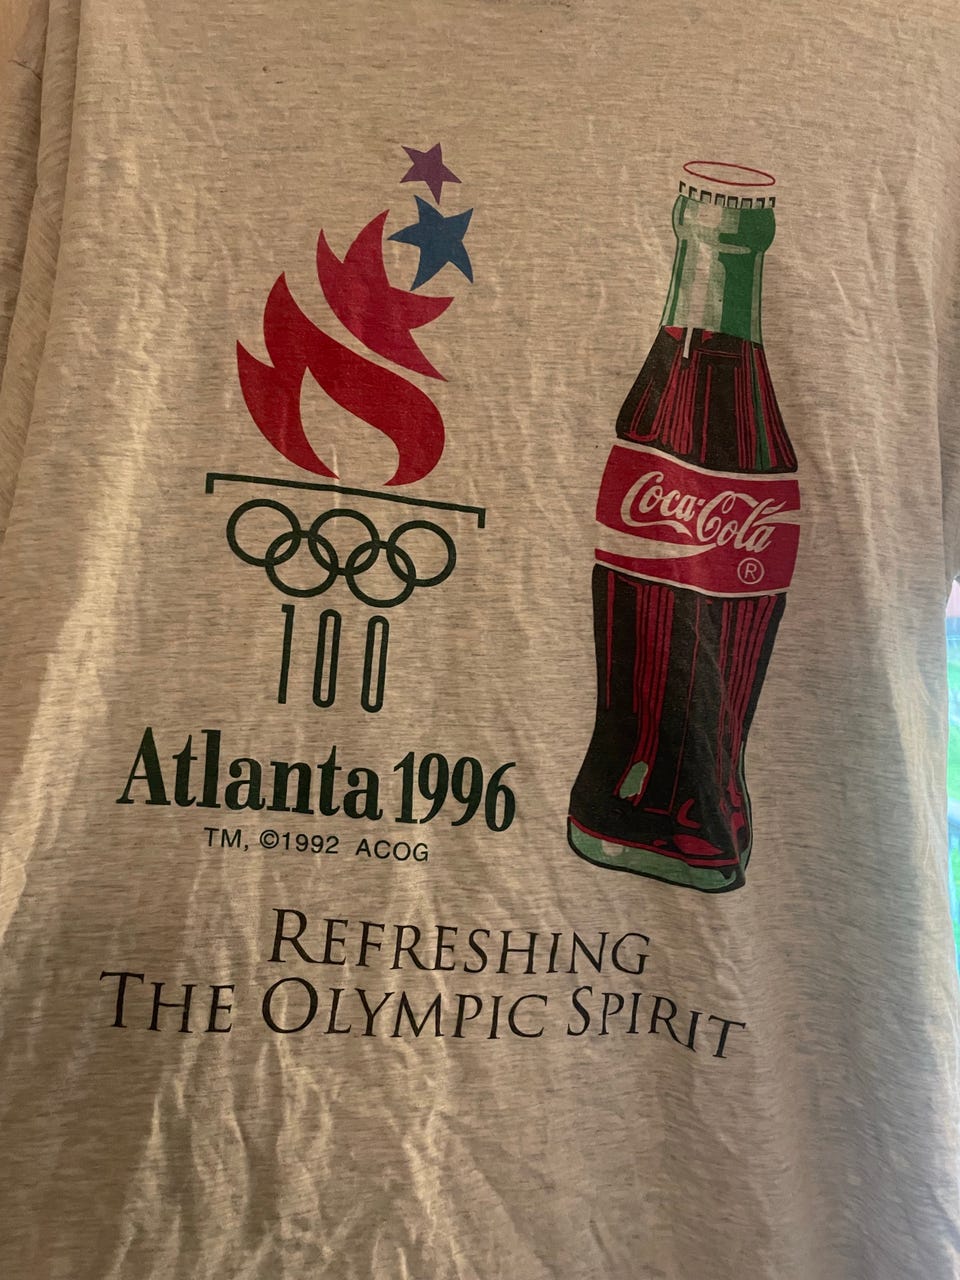 Coca-Cola
®
100
Atlanta 1996
TM, ©1992 ACOG
REFRESHING
THE OLYMPIC SPIRIT